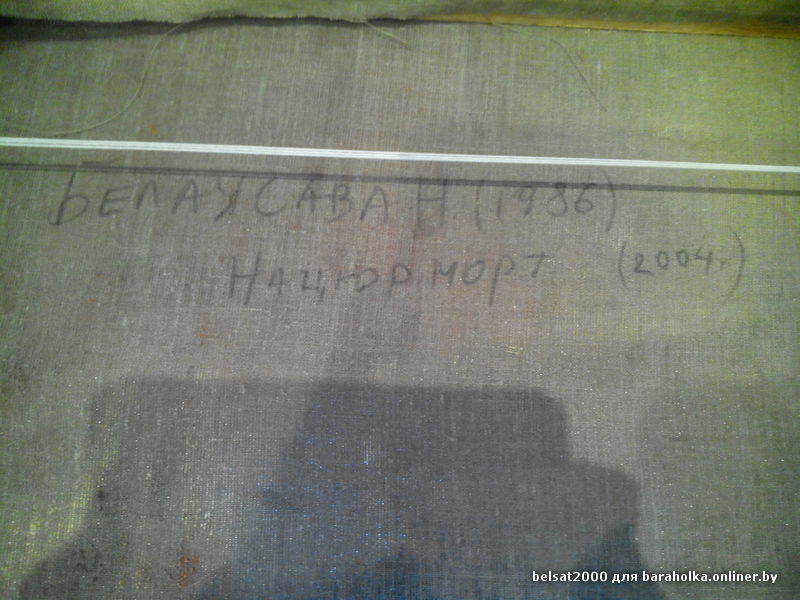 БЕЛАУСАВА Н (1986)
НАЦЮРМОРТ (2004г)
belsat2000 для baraholka.onliner.by